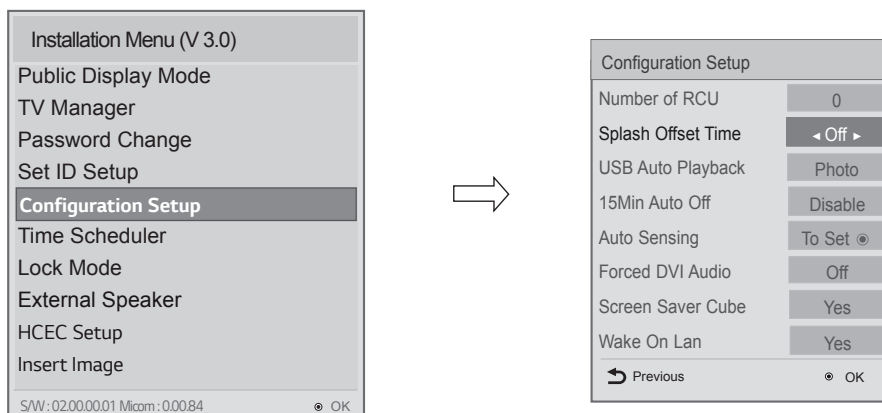 Installation Menu (V 3.0)
Public Display Mode
TV Manager
Password Change
Set ID Setup
Configuration Setup
Time Scheduler
Lock Mode
External Speaker
HCEC Setup
Insert Image
S/W : 02.00.00.01 Micom : 0.00.84 ◉ OK
Configuration Setup
Number of RCU 0
Splash Offset Time ◄ Off ►
USB Auto Playback Photo
15Min Auto Off Disable
Auto Sensing To Set ◉
Forced DVI Audio Off
Screen Saver Cube Yes
Wake On Lan Yes
Previous ◉ OK